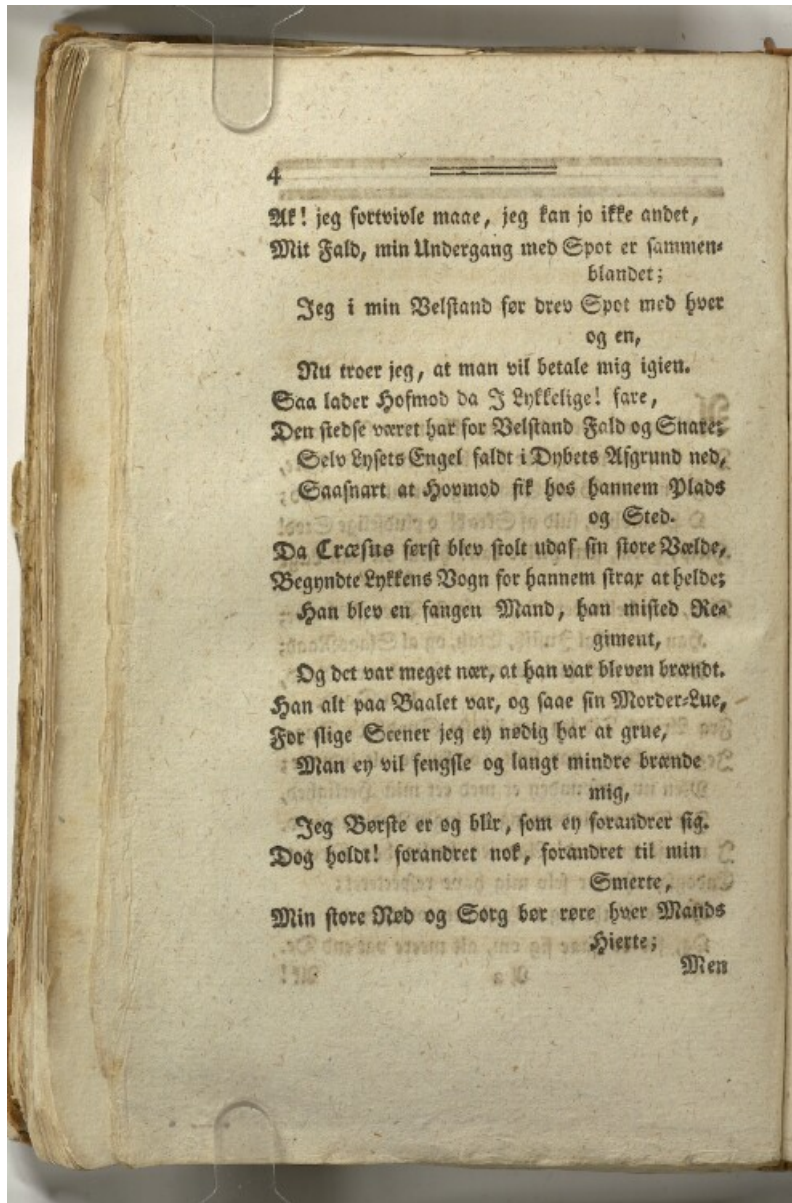 4
Ak! jeg fortvivle maae, jeg kan jo ikke andet,
Mit Fald, min Undergang med Spot er sammen-
blandet;
Jeg i min Velstand før drev Spot med hver
og en,
Nu troer jeg, at man vil betale mig igien.
Saa lader Hofmod da I Lykkelige! fare,
Den stedse været har for Velstand Fald og Snare;
Selv Lysets Engel faldt i Dybets Afgrund ned,
Saasnart at Hovmod fik hos hannem Plads
og Sted.
Da Cræsus først blev stolt udaf sin store Vælde,
Begyndte Lykkens Vogn for hannem strax at helde;
Han blev en fangen Mand, han misted Re-
giment,
Og det var meget nær, at han var bleven brændt.
Han alt paa Baalet var, og saae sin Morder-Lue,
For slige Scener jeg ey nødig har at grue,
Man ey vil fengsle og langt mindre brænde
mig,
Jeg Børste er og blir, som ey forandrer sig.
Dog holdt! forandret nok, forandret til min
Smerte,
Min store Nød og Sorg bør røre hver Mands
Hierte;
Men